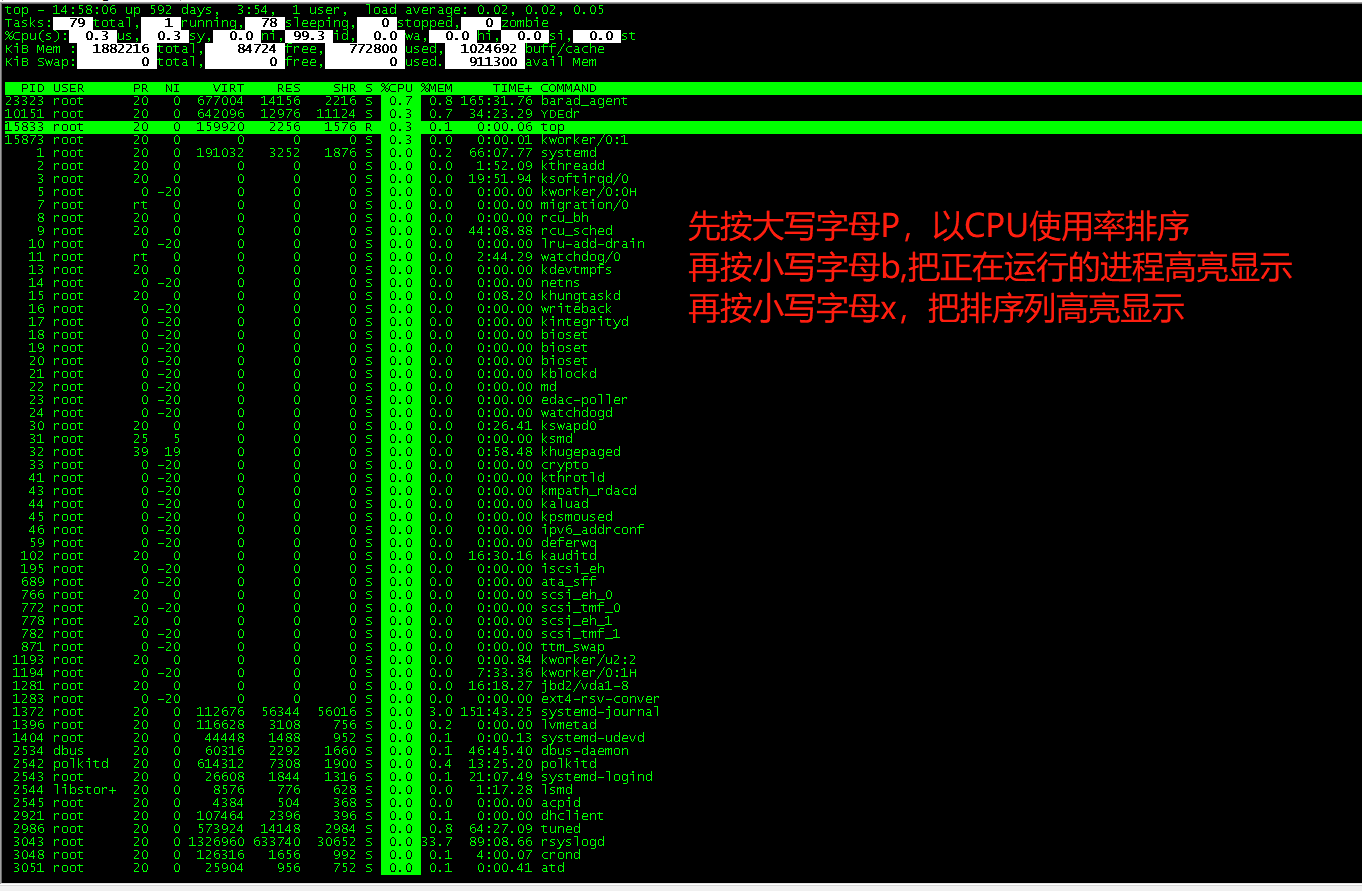 top - 14:58:06 up 592 days,  3:54,  1 user,  load average: 0.02, 0.02, 0.05
Tasks:  79 total,   1 running,  78 sleeping,   0 stopped,   0 zombie
%Cpu(s):  0.3 us,  0.3 sy,  0.0 ni, 99.3 id,  0.0 wa,  0.0 hi,  0.0 si,  0.0 st
KiB Mem :  1882216 total,    84724 free,   772800 used,  1024692 buff/cache
KiB Swap:        0 total,        0 free,        0 used.   911300 avail Mem
PID USER PR NI VIRT RES SHR S %CPU %MEM TIME+ COMMAND
23323 root 20 0 677004 14156 2216 S 0.7 0.8 165:31.76 barad_agent
10151 root 20 0 642096 12976 11124 S 0.3 0.7 34:23.29 YDEdr
15833 root 20 0 159920 2256 1576 R 0.3 0.1 0:00.06 top
15873 root 20 0 0 0 0 S 0.3 0.0 0:00.01 kworker/0:1
1 root 20 0 191032 3252 1876 S 0.0 0.2 66:07.77 systemd
2 root 20 0 0 0 0 S 0.0 0.0 1:52.09 kthreadd
3 root 20 0 0 0 0 S 0.0 0.0 19:51.94 ksoftirqd/0
5 root 0 -20 0 0 0 S 0.0 0.0 0:00.00 kworker/0:0H
7 root rt 0 0 0 0 S 0.0 0.0 0:00.00 migration/0
8 root 20 0 0 0 0 S 0.0 0.0 0:00.00 rcu_bh
9 root 20 0 0 0 0 S 0.0 0.0 44:08.88 rcu_sched
10 root 0 -20 0 0 0 S 0.0 0.0 0:00.00 lru-add-drain
11 root rt 0 0 0 0 S 0.0 0.0 2:44.29 watchdog/0
13 root 20 0 0 0 0 S 0.0 0.0 0:00.00 kdevtmpfs
14 root 0 -20 0 0 0 S 0.0 0.0 0:00.00 netns
15 root 20 0 0 0 0 S 0.0 0.0 0:08.20 khungtaskd
16 root 0 -20 0 0 0 S 0.0 0.0 0:00.00 writeback
17 root 0 -20 0 0 0 S 0.0 0.0 0:00.00 kintegrityd
18 root 0 -20 0 0 0 S 0.0 0.0 0:00.00 bioset
19 root 0 -20 0 0 0 S 0.0 0.0 0:00.00 bioset
20 root 0 -20 0 0 0 S 0.0 0.0 0:00.00 bioset
21 root 0 -20 0 0 0 S 0.0 0.0 0:00.00 kblockd
22 root 0 -20 0 0 0 S 0.0 0.0 0:00.00 md
23 root 0 -20 0 0 0 S 0.0 0.0 0:00.00 edac-poller
24 root 0 -20 0 0 0 S 0.0 0.0 0:00.00 watchdogd
30 root 20 0 0 0 0 S 0.0 0.0 0:26.41 kswapd0
31 root 25 5 0 0 0 S 0.0 0.0 0:00.00 ksmd
32 root 39 19 0 0 0 S 0.0 0.0 0:58.48 khugepaged
33 root 0 -20 0 0 0 S 0.0 0.0 0:00.00 crypto
41 root 0 -20 0 0 0 S 0.0 0.0 0:00.00 kthrotld
43 root 0 -20 0 0 0 S 0.0 0.0 0:00.00 kmpath_rdacd
44 root 0 -20 0 0 0 S 0.0 0.0 0:00.00 kaluad
45 root 0 -20 0 0 0 S 0.0 0.0 0:00.00 kpsmoused
46 root 0 -20 0 0 0 S 0.0 0.0 0:00.00 ipv6_addrconf
59 root 0 -20 0 0 0 S 0.0 0.0 0:00.00 deferwq
102 root 20 0 0 0 0 S 0.0 0.0 16:30.16 kauditd
195 root 0 -20 0 0 0 S 0.0 0.0 0:00.00 iscsi_eh
689 root 0 -20 0 0 0 S 0.0 0.0 0:00.00 ata_sff
766 root 20 0 0 0 0 S 0.0 0.0 0:00.00 scsi_eh_0
772 root 0 -20 0 0 0 S 0.0 0.0 0:00.00 scsi_tmf_0
778 root 20 0 0 0 0 S 0.0 0.0 0:00.00 scsi_eh_1
782 root 0 -20 0 0 0 S 0.0 0.0 0:00.00 scsi_tmf_1
871 root 0 -20 0 0 0 S 0.0 0.0 0:00.00 ttm_swap
1193 root 20 0 0 0 0 S 0.0 0.0 0:00.84 kworker/u2:2
1194 root 0 -20 0 0 0 S 0.0 0.0 7:33.36 kworker/0:1H
1281 root 20 0 0 0 0 S 0.0 0.0 16:18.27 jbd2/vda1-8
1283 root 0 -20 0 0 0 S 0.0 0.0 0:00.00 ext4-rsv-conver
1372 root 20 0 112676 56344 56016 S 0.0 3.0 151:43.25 systemd-journal
1396 root 20 0 116628 3108 756 S 0.0 0.2 0:00.00 lvmetad
1404 root 20 0 44448 1488 952 S 0.0 0.1 0:00.13 systemd-udevd
2534 dbus 20 0 60316 2292 1660 S 0.0 0.1 46:45.40 dbus-daemon
2542 polkitd 20 0 614312 7308 1900 S 0.0 0.4 13:25.20 polkitd
2543 root 20 0 26608 1844 1316 S 0.0 0.1 21:07.49 systemd-logind
2544 libstor+ 20 0 8576 776 628 S 0.0 0.0 1:17.28 lsmd
2545 root 20 0 4384 504 368 S 0.0 0.0 0:00.00 acpid
2921 root 20 0 107464 2396 396 S 0.0 0.1 0:00.00 dhclient
2986 root 20 0 573924 14148 2984 S 0.0 0.8 64:27.09 tuned
3043 root 20 0 1326960 633740 30652 S 0.0 33.7 89:08.66 rsyslogd
3048 root 20 0 126316 1656 992 S 0.0 0.1 4:00.07 crond
3051 root 20 0 25904 956 752 S 0.0 0.1 0:00.41 atd
先按大写字母P，以CPU使用率排序
再按小写字母b,把正在运行的进程高亮显示
再按小写字母x，把排序列高亮显示